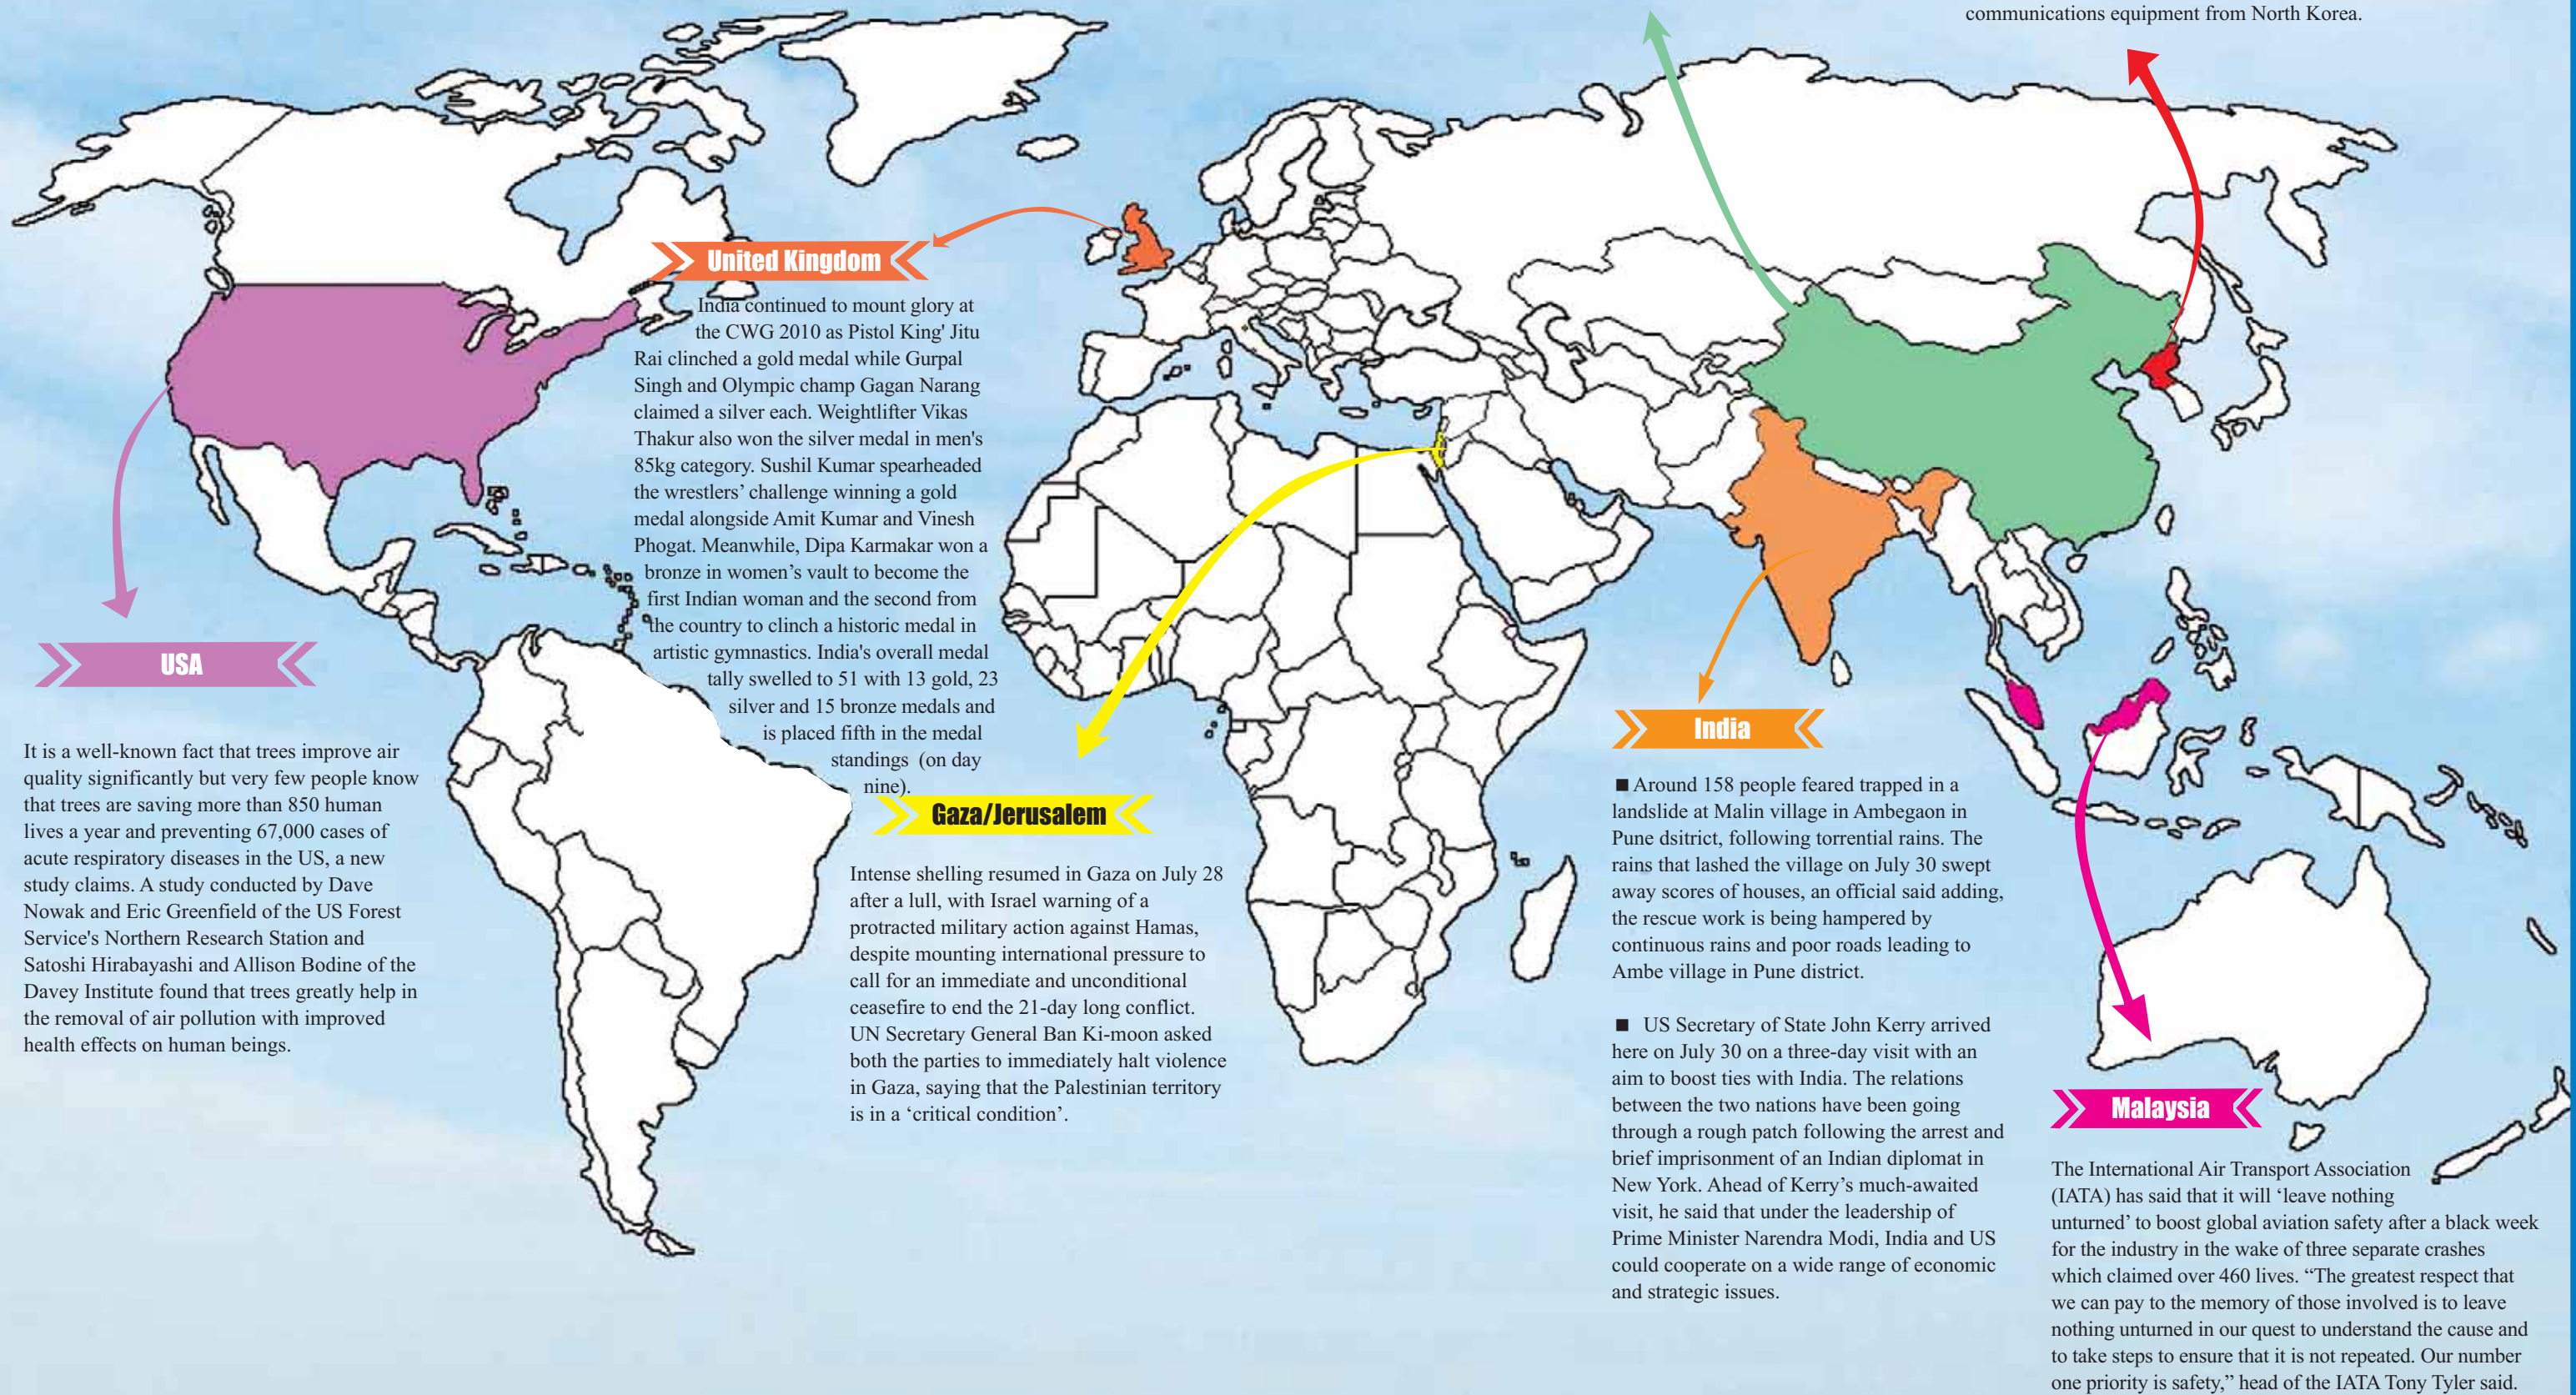 communications equipment from North Korea.
United Kingdom
India continued to mount glory at
the CWG 2010 as Pistol King' Jitu
Rai clinched a gold medal while Gurpal
Singh and Olympic champ Gagan Narang
claimed a silver each. Weightlifter Vikas
Thakur also won the silver medal in men's
85kg category. Sushil Kumar spearheaded
the wrestlers’ challenge winning a gold
medal alongside Amit Kumar and Vinesh
Phogat. Meanwhile, Dipa Karmakar won a
bronze in women’s vault to become the
first Indian woman and the second from
the country to clinch a historic medal in
artistic gymnastics. India's overall medal
tally swelled to 51 with 13 gold, 23
silver and 15 bronze medals and
is placed fifth in the medal
standings (on day
nine).
USA
It is a well-known fact that trees improve air
quality significantly but very few people know
that trees are saving more than 850 human
lives a year and preventing 67,000 cases of
acute respiratory diseases in the US, a new
study claims. A study conducted by Dave
Nowak and Eric Greenfield of the US Forest
Service's Northern Research Station and
Satoshi Hirabayashi and Allison Bodine of the
Davey Institute found that trees greatly help in
the removal of air pollution with improved
health effects on human beings.
Gaza/Jerusalem
Intense shelling resumed in Gaza on July 28
after a lull, with Israel warning of a
protracted military action against Hamas,
despite mounting international pressure to
call for an immediate and unconditional
ceasefire to end the 21-day long conflict.
UN Secretary General Ban Ki-moon asked
both the parties to immediately halt violence
in Gaza, saying that the Palestinian territory
is in a ‘critical condition’.
India
■ Around 158 people feared trapped in a
landslide at Malin village in Ambegaon in
Pune dsitrict, following torrential rains. The
rains that lashed the village on July 30 swept
away scores of houses, an official said adding,
the rescue work is being hampered by
continuous rains and poor roads leading to
Ambe village in Pune district.
■ US Secretary of State John Kerry arrived
here on July 30 on a three-day visit with an
aim to boost ties with India. The relations
between the two nations have been going
through a rough patch following the arrest and
brief imprisonment of an Indian diplomat in
New York. Ahead of Kerry’s much-awaited
visit, he said that under the leadership of
Prime Minister Narendra Modi, India and US
could cooperate on a wide range of economic
and strategic issues.
Malaysia
The International Air Transport Association
(IATA) has said that it will ‘leave nothing
unturned’ to boost global aviation safety after a black week
for the industry in the wake of three separate crashes
which claimed over 460 lives. “The greatest respect that
we can pay to the memory of those involved is to leave
nothing unturned in our quest to understand the cause and
to take steps to ensure that it is not repeated. Our number
one priority is safety,” head of the IATA Tony Tyler said.